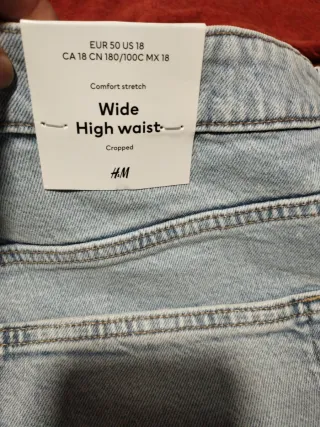 EUR 50 US 18
CA 18 CN 180/100C MX 18
Comfort stretch
Wide
High waist
Cropped
H&M